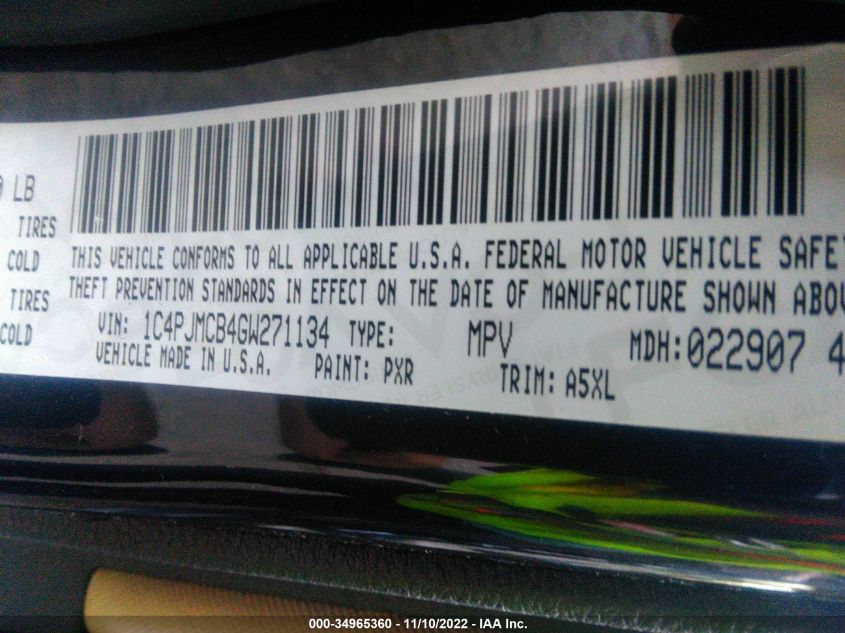 LB
TIRES
COLD
TIRES
COLD
THIS VEHICLE CONFORMS TO ALL APPLICABLE U.S.A. FEDERAL MOTOR VEHICLE SAFET
THEFT PREVENTION STANDARDS IN EFFECT ON THE DATE OF MANUFACTURE SHOWN ABOV
VIN: 1C4PJMCB4GW271134 TYPE: MPV MDH: 022907 4
VEHICLE MADE IN U.S.A. PAINT: PXR TRIM: A5XL
000-34965360 - 11/10/2022 - IAA Inc.